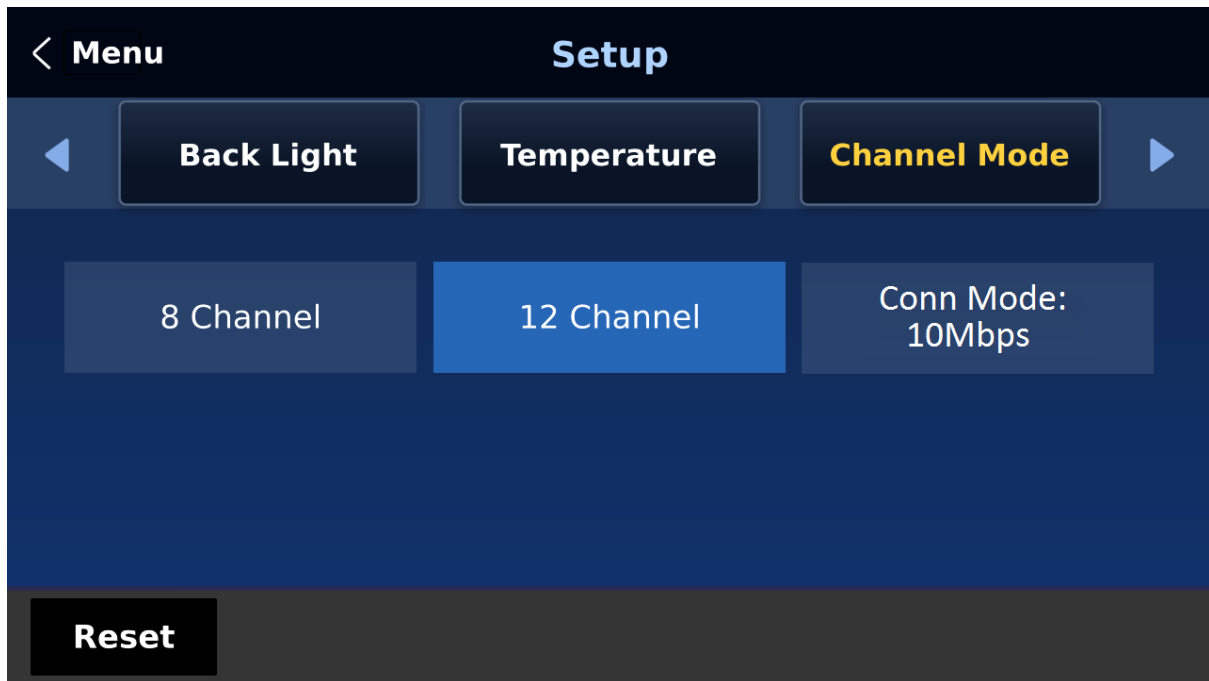 Menu
Setup
Back Light
Temperature
Channel Mode
8 Channel
12 Channel
Conn Mode:
10Mbps
Reset